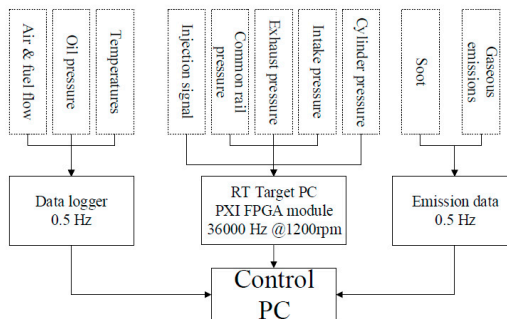 Air & fuel flow
Oil pressure
Temperatures
Injection signal
Common rail
pressure
Exhaust pressure
Intake pressure
Cylinder pressure
Soot
Gaseous
emissions
Data logger
0.5 Hz
RT Target PC
PXI FPGA module
36000 Hz @1200rpm
Emission data
0.5 Hz
Control
PC